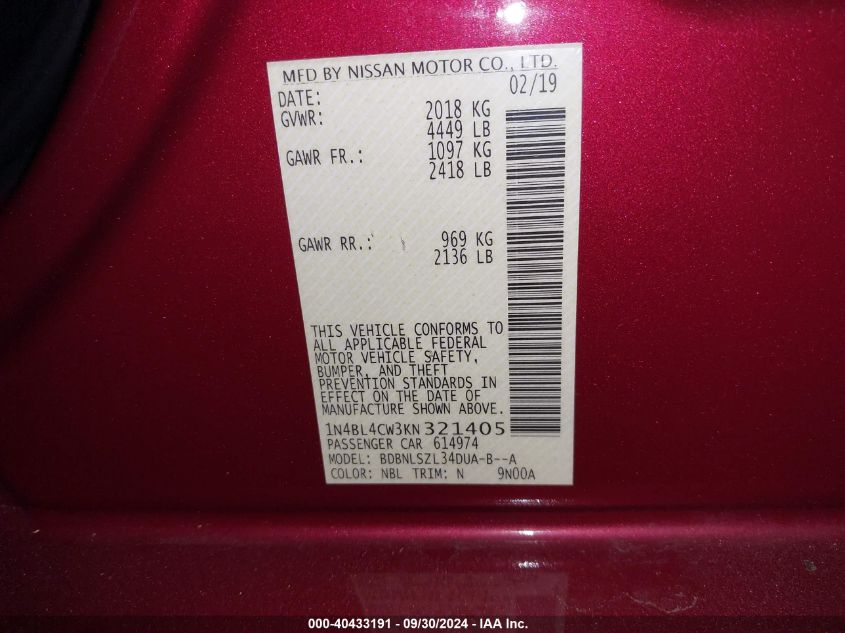 MFD BY NISSAN MOTOR CO., LTD.
DATE: 02/19
GVWR: 2018 KG
4449 LB
GAWR FR.: 1097 KG
2418 LB
GAWR RR.: 969 KG
2136 LB
THIS VEHICLE CONFORMS TO
ALL APPLICABLE FEDERAL
MOTOR VEHICLE SAFETY,
BUMPER, AND THEFT
PREVENTION STANDARDS IN
EFFECT ON THE DATE OF
MANUFACTURE SHOWN ABOVE.
1N4BL4CW3KN321405
PASSENGER CAR 614974
MODEL: BDBNLSZL34DUA-B--A
COLOR: NBL TRIM: N 9N00A
000-40433191 - 09/30/2024 - IAA Inc.